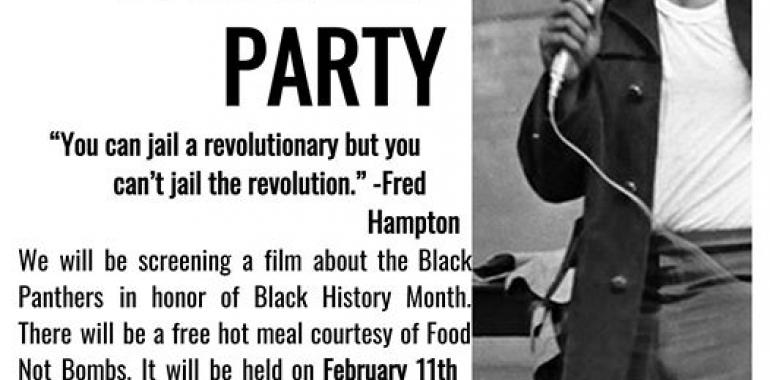 PARTY
“You can jail a revolutionary but you
can’t jail the revolution.” -Fred
Hampton
We will be screening a film about the Black
Panthers in honor of Black History Month.
There will be a free hot meal courtesy of Food
Not Bombs. It will be held on February 11th